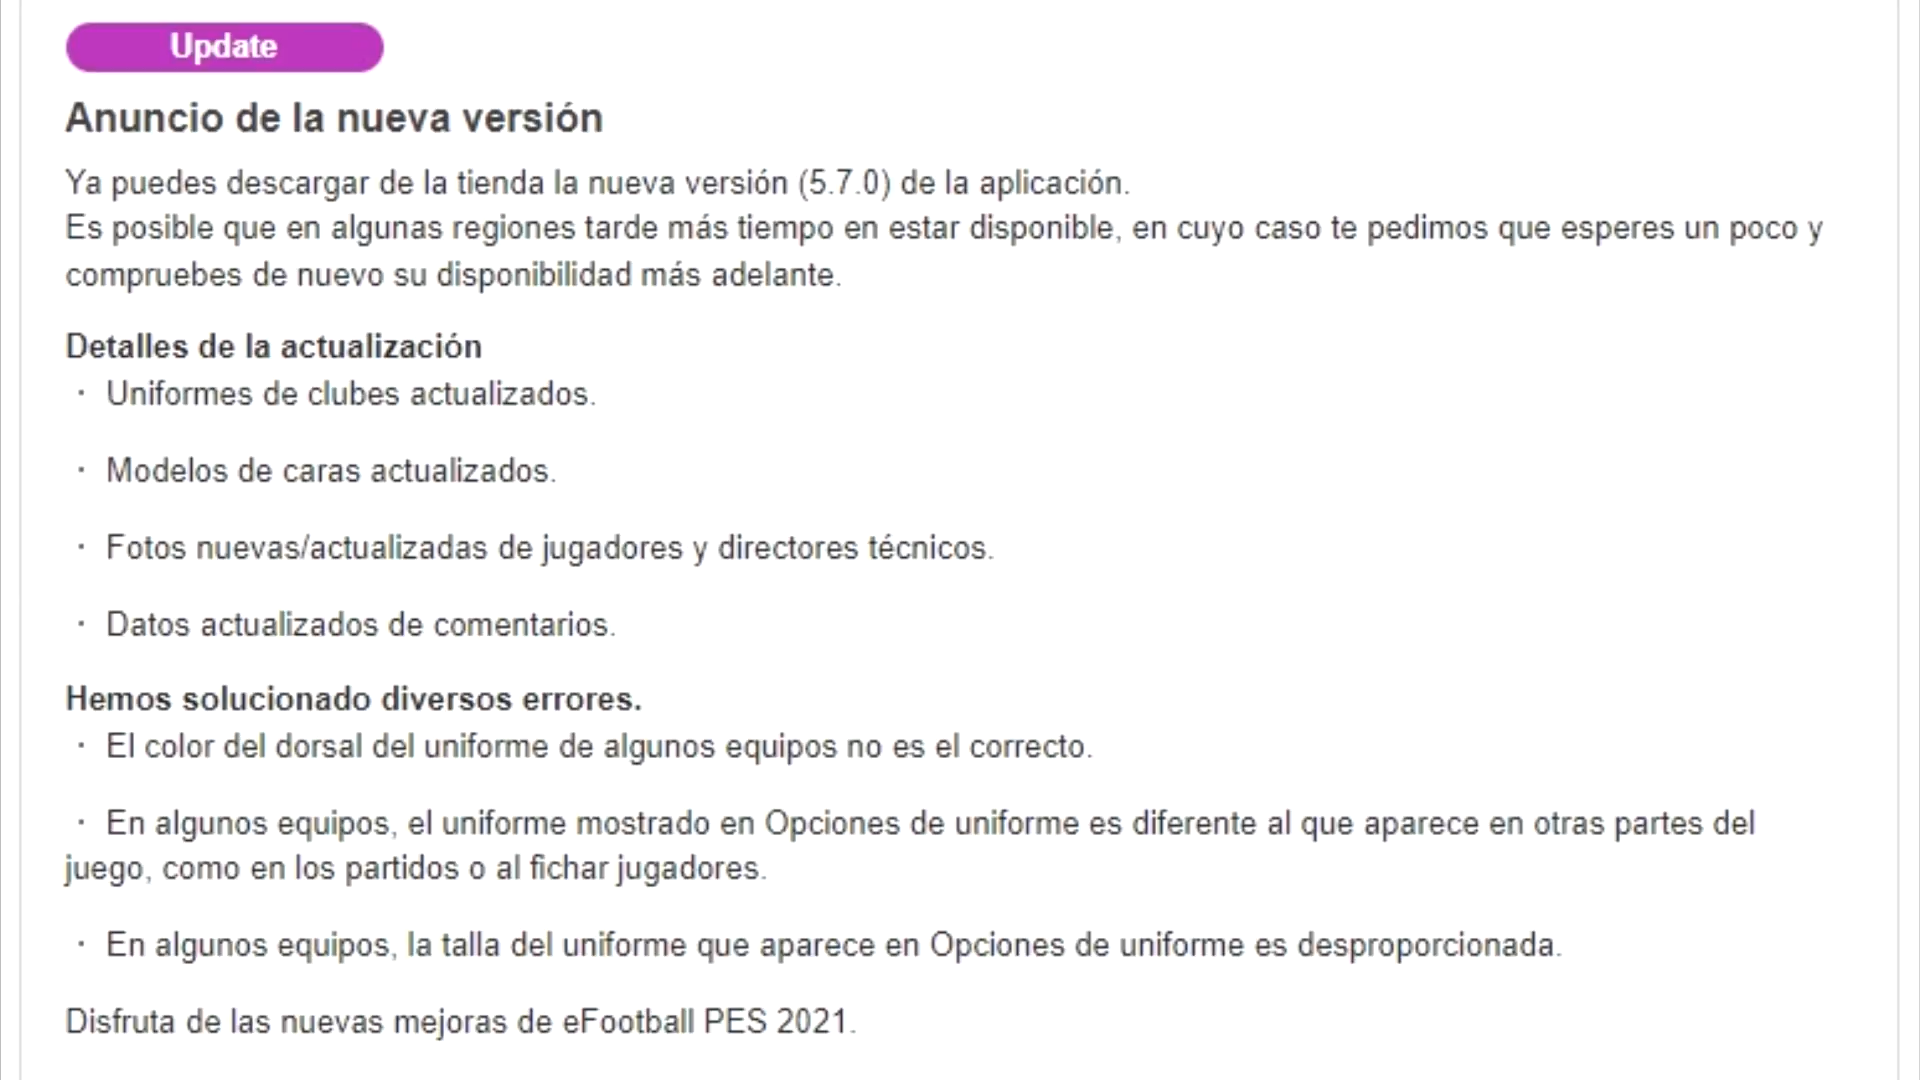 Update
Anuncio de la nueva versión
Ya puedes descargar de la tienda la nueva versión (5.7.0) de la aplicación.
Es posible que en algunas regiones tarde más tiempo en estar disponible, en cuyo caso te pedimos que esperes un poco y
compruebes de nuevo su disponibilidad más adelante.
Detalles de la actualización
・ Uniformes de clubes actualizados.
・ Modelos de caras actualizados.
・ Fotos nuevas/actualizadas de jugadores y directores técnicos.
・ Datos actualizados de comentarios.
Hemos solucionado diversos errores.
・ El color del dorsal del uniforme de algunos equipos no es el correcto.
・ En algunos equipos, el uniforme mostrado en Opciones de uniforme es diferente al que aparece en otras partes del
juego, como en los partidos o al fichar jugadores.
・ En algunos equipos, la talla del uniforme que aparece en Opciones de uniforme es desproporcionada.
Disfruta de las nuevas mejoras de eFootball PES 2021.